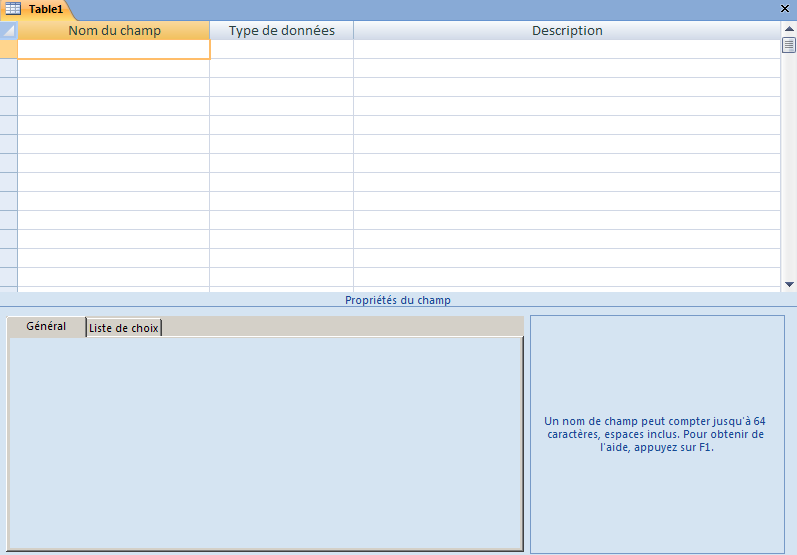 Table1
Nom du champ Type de données Description
Propriétés du champ
Général Liste de choix
Un nom de champ peut compter jusqu'à 64
caractères, espaces inclus. Pour obtenir de
l'aide, appuyez sur F1.